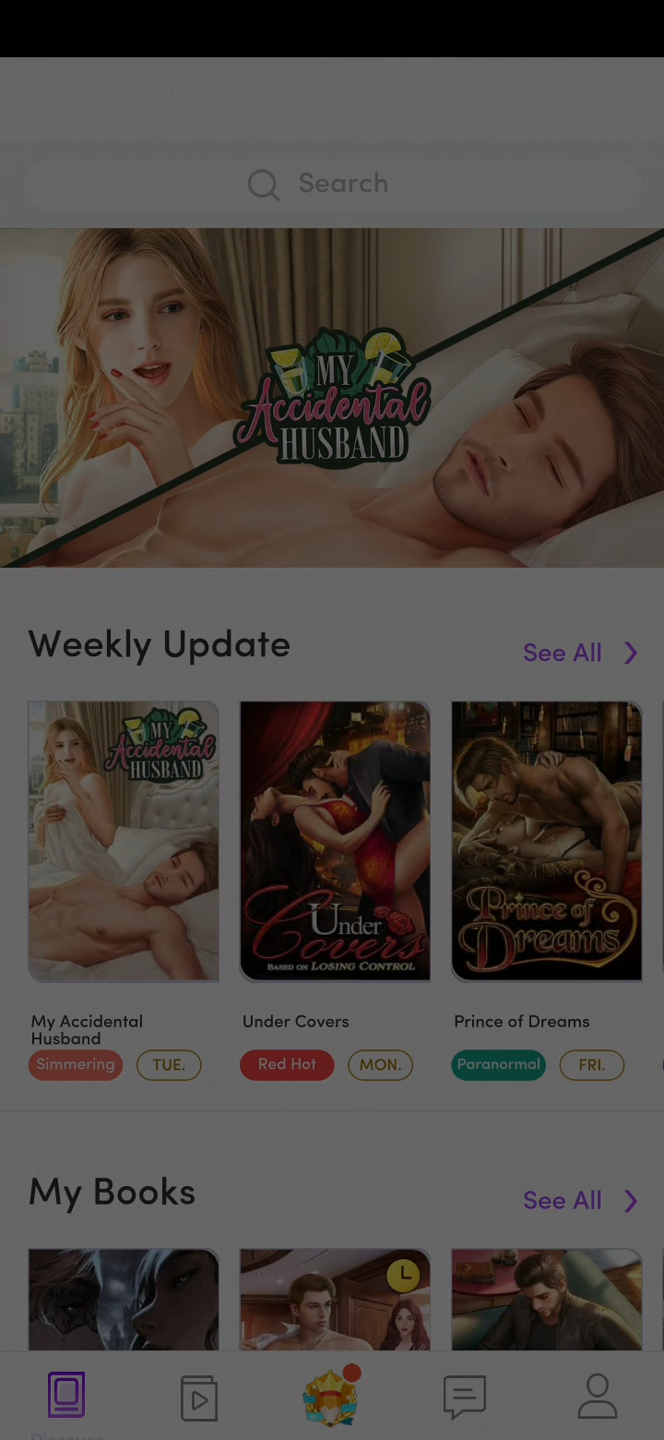 Search
MY
Accidental
HUSBAND
Weekly Update
See All
MY
Accidental
HUSBAND
Under
Covers
BASED ON LOSING CONTROL
Prince of
Dreams
My Accidental
Husband
Under Covers
Prince of Dreams
Simmering
TUE.
Red Hot
MON.
Paranormal
FRI.
My Books
See All
Discover